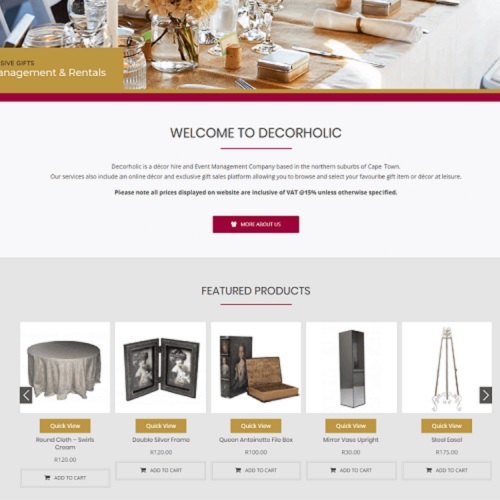 SIVE GIFTS
anagement & Rentals
WELCOME TO DECORHOLIC
Decorholic is a décor hire and Event Management Company based in the northern suburbs of Cape Town.
Our services also include an online décor and exclusive gift sales platform allowing you to browse and select your favouribe gift item or décor at leisure.
Please note all prices displayed on website are inclusive of VAT @15% unless otherwise specified.
MORE ABOUT US
FEATURED PRODUCTS
Quick View Quick View Quick View Quick View Quick View
Round Cloth – Swirls Cream
Double Silver Frame
Queen Antoinette File Box
Mirror Vase Upright
Steel Easel
R120.00 R120.00 R100.00 R30.00 R175.00
ADD TO CART ADD TO CART ADD TO CART ADD TO CART ADD TO CART